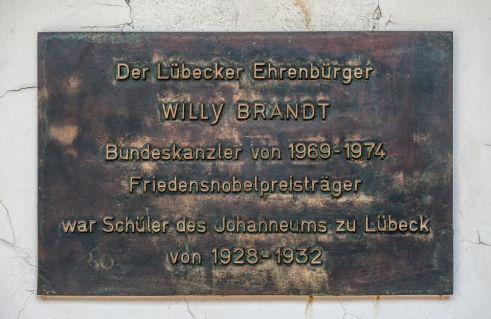 Der Lübecker Ehrenbürger
WILLY BRANDT
Bundeskanzler von 1969-1974
Friedensnobelpreisträger
war Schüler des Johanneums zu Lübeck
von 1928-1932